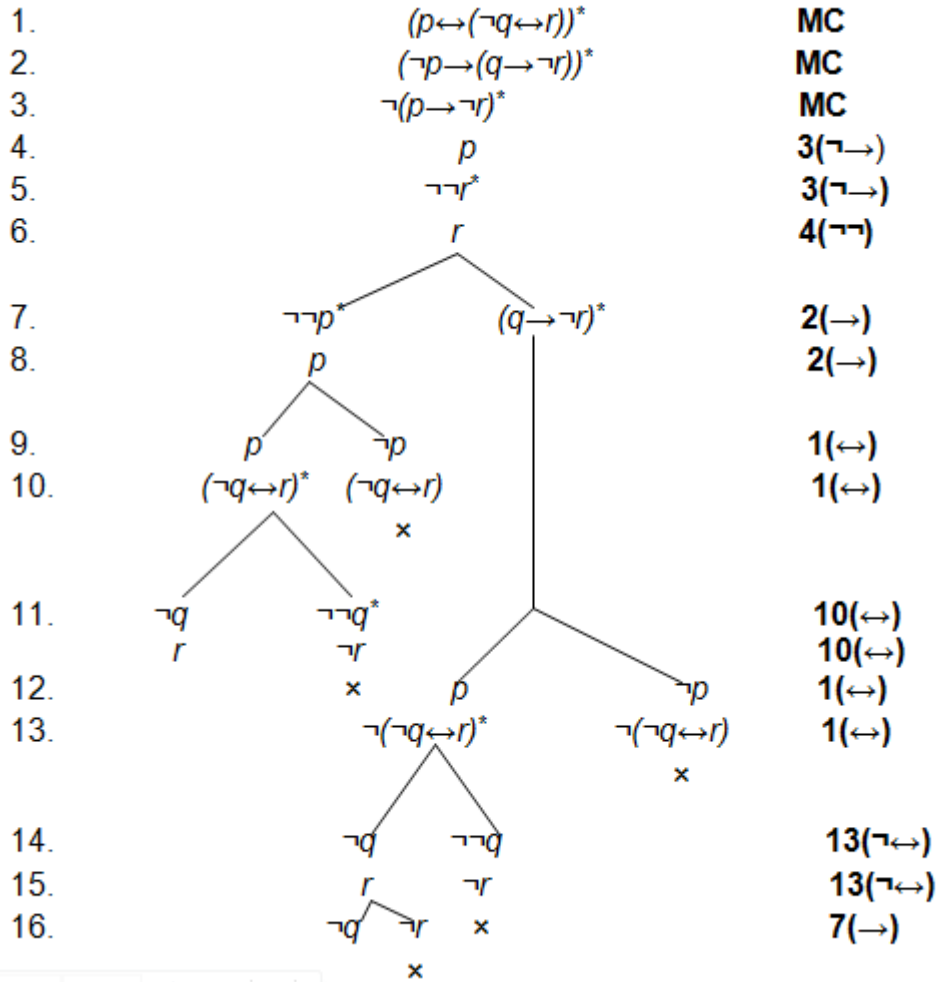 1. (p↔(¬q↔r))* MC
2. (¬p→(q→¬r))* MC
3. ¬(p→¬r)* MC
4. p 3(¬→)
5. ¬¬r* 3(¬→)
6. r 4(¬¬)
7. ¬¬p* (q→¬r)* 2(→)
8. p 2(→)
9. p ¬p 1(↔)
10. (¬q↔r)* (¬q↔r) 1(↔)
×
11. ¬q ¬¬q* 10(↔)
r ¬r 10(↔)
12. × p ¬p 1(↔)
13. ¬(¬q↔r)* ¬(¬q↔r) 1(↔)
×
14. ¬q ¬¬q 13(¬↔)
15. r ¬r 13(¬↔)
16. ¬q ¬r × 7(→)
×